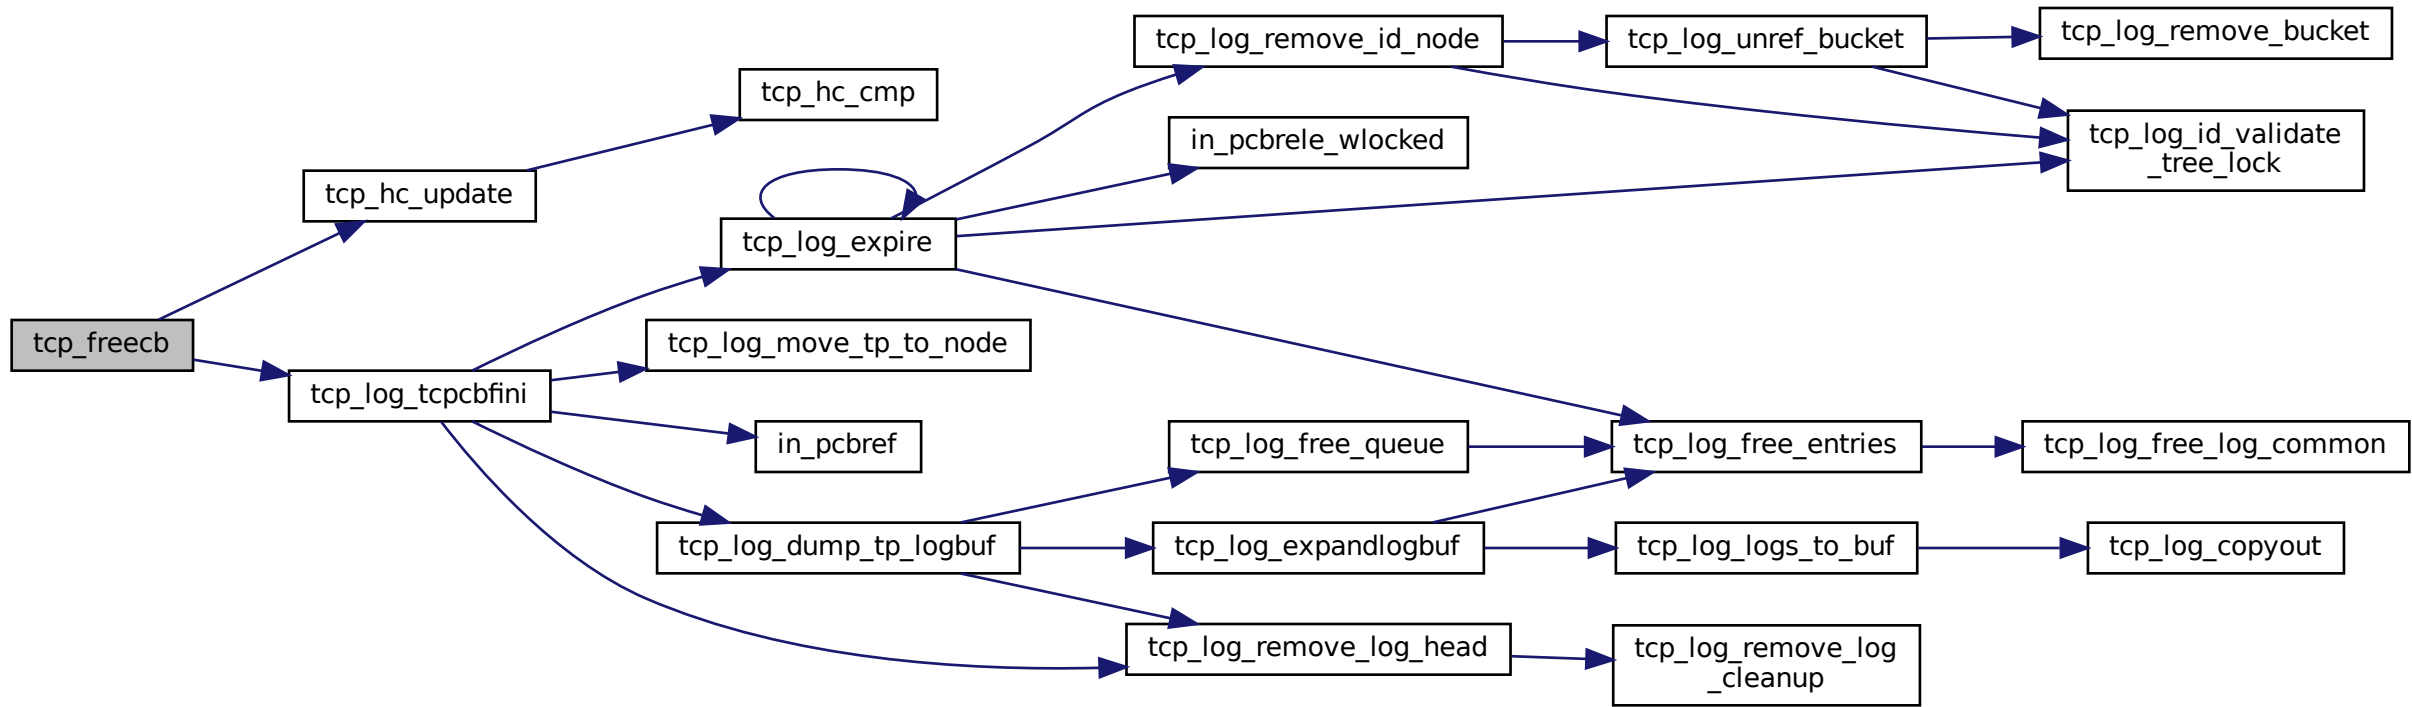 tcp_freecb
tcp_hc_update
tcp_hc_cmp
tcp_log_tcpcbfini
tcp_log_expire
tcp_log_remove_id_node
tcp_log_unref_bucket
tcp_log_remove_bucket
tcp_log_id_validate
_tree_lock
in_pcbrele_wlocked
tcp_log_move_tp_to_node
in_pcbref
tcp_log_free_queue
tcp_log_free_entries
tcp_log_free_log_common
tcp_log_dump_tp_logbuf
tcp_log_expandlogbuf
tcp_log_logs_to_buf
tcp_log_copyout
tcp_log_remove_log_head
tcp_log_remove_log
_cleanup